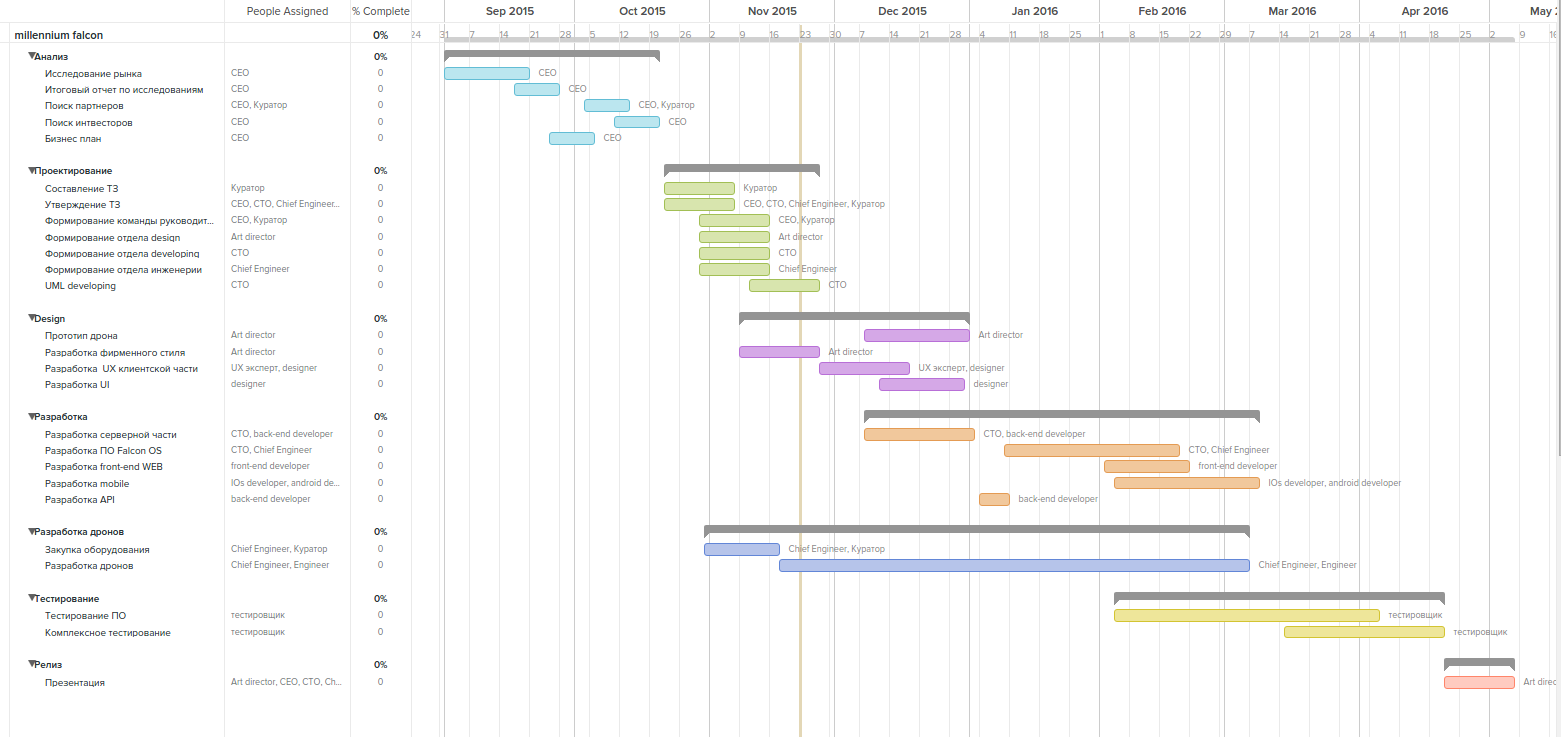 People Assigned % Complete Sep 2015 Oct 2015 Nov 2015 Dec 2015 Jan 2016 Feb 2016 Mar 2016 Apr 2016 May
millennium falcon 0% 24 31 7 14 21 28 5 12 19 26 2 9 16 23 30 7 14 21 28 4 11 18 25 1 8 15 22 29 7 14 21 28 4 11 18 25 2 9 16
Анализ 0%
Исследование рынка CEO 0 CEO
Итоговый отчет по исследованиям CEO 0 CEO
Поиск партнеров CEO, Куратор 0 CEO, Куратор
Поиск интвесторов CEO 0 CEO
Бизнес план CEO 0 CEO
Проектирование 0%
Составление ТЗ Куратор 0 Куратор
Утверждение ТЗ CEO, CTO, Chief Engineer... 0 CEO, CTO, Chief Engineer, Куратор
Формирование команды руководит... CEO, Куратор 0 CEO, Куратор
Формирование отдела design Art director 0 Art director
Формирование отдела developing CTO 0 CTO
Формирование отдела инженерии Chief Engineer 0 Chief Engineer
UML developing CTO 0 CTO
Design 0%
Прототип дрона Art director 0 Art director
Разработка фирменного стиля Art director 0 Art director
Разработка UX клиентской части UX эксперт, designer 0 UX эксперт, designer
Разработка UI designer 0 designer
Разработка 0%
Разработка серверной части CTO, back-end developer 0 CTO, back-end developer
Разработка ПО Falcon OS CTO, Chief Engineer 0 CTO, Chief Engineer
Разработка front-end WEB front-end developer 0 front-end developer
Разработка mobile IOs developer, android de... 0 IOs developer, android developer
Разработка API back-end developer 0 back-end developer
Разработка дронов 0%
Закупка оборудования Chief Engineer, Куратор 0 Chief Engineer, Куратор
Разработка дронов Chief Engineer, Engineer 0 Chief Engineer, Engineer
Тестирование 0%
Тестирование ПО тестировщик 0 тестировщик
Комплексное тестирование тестировщик 0 тестировщик
Релиз 0%
Презентация Art director, CEO, CTO, Ch... 0 Art direc